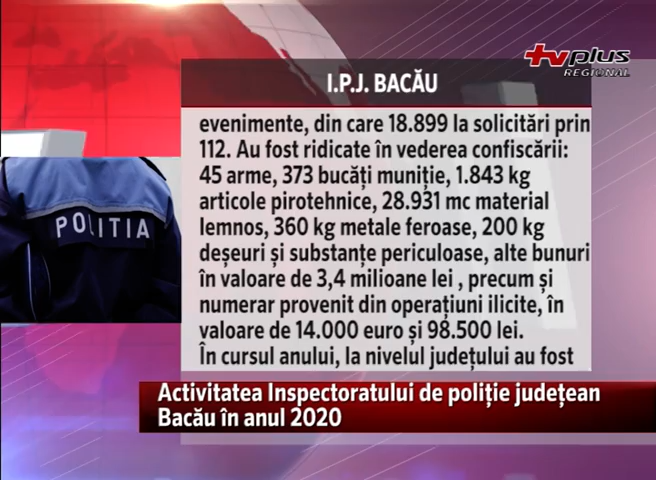 tvplus
REGIONAL
I.P.J. BACĂU
evenimente, din care 18.899 la solicitări prin
112. Au fost ridicate în vederea confiscării:
45 arme, 373 bucăți muniție, 1.843 kg
articole pirotehnice, 28.931 mc material
lemnos, 360 kg metale feroase, 200 kg
deșeuri și substanțe periculoase, alte bunuri
în valoare de 3,4 milioane lei , precum și
numerar provenit din operațiuni ilicite, în
valoare de 14.000 euro și 98.500 lei.
În cursul anului, la nivelul județului au fost
POLITIA
Activitatea Inspectoratului de poliție județean
Bacău în anul 2020